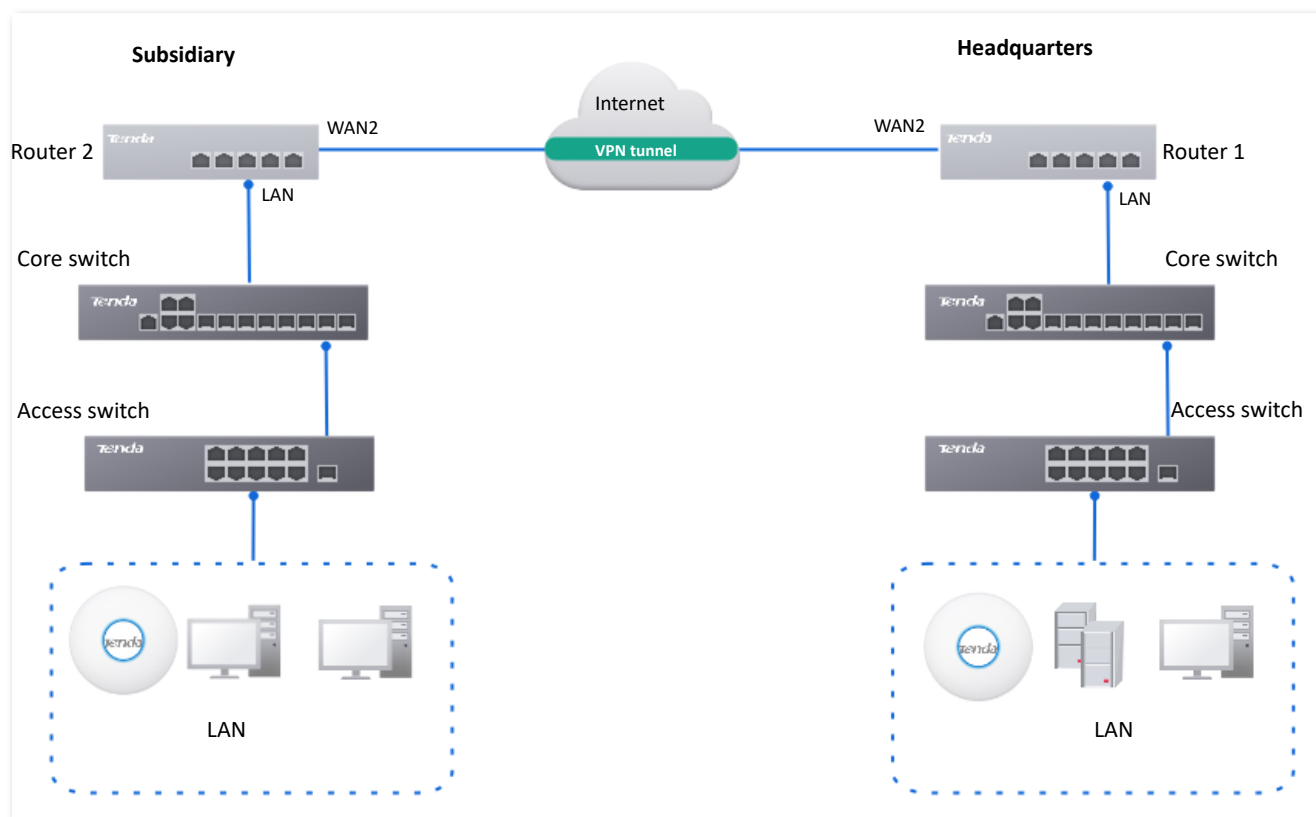 Subsidiary
Headquarters
Internet
VPN tunnel
WAN2
WAN2
Tenda
Tenda
Router 2
Router 1
LAN
LAN
Core switch
Core switch
Tenda
Tenda
Access switch
Access switch
Tenda
Tenda
Tenda
Tenda
LAN
LAN